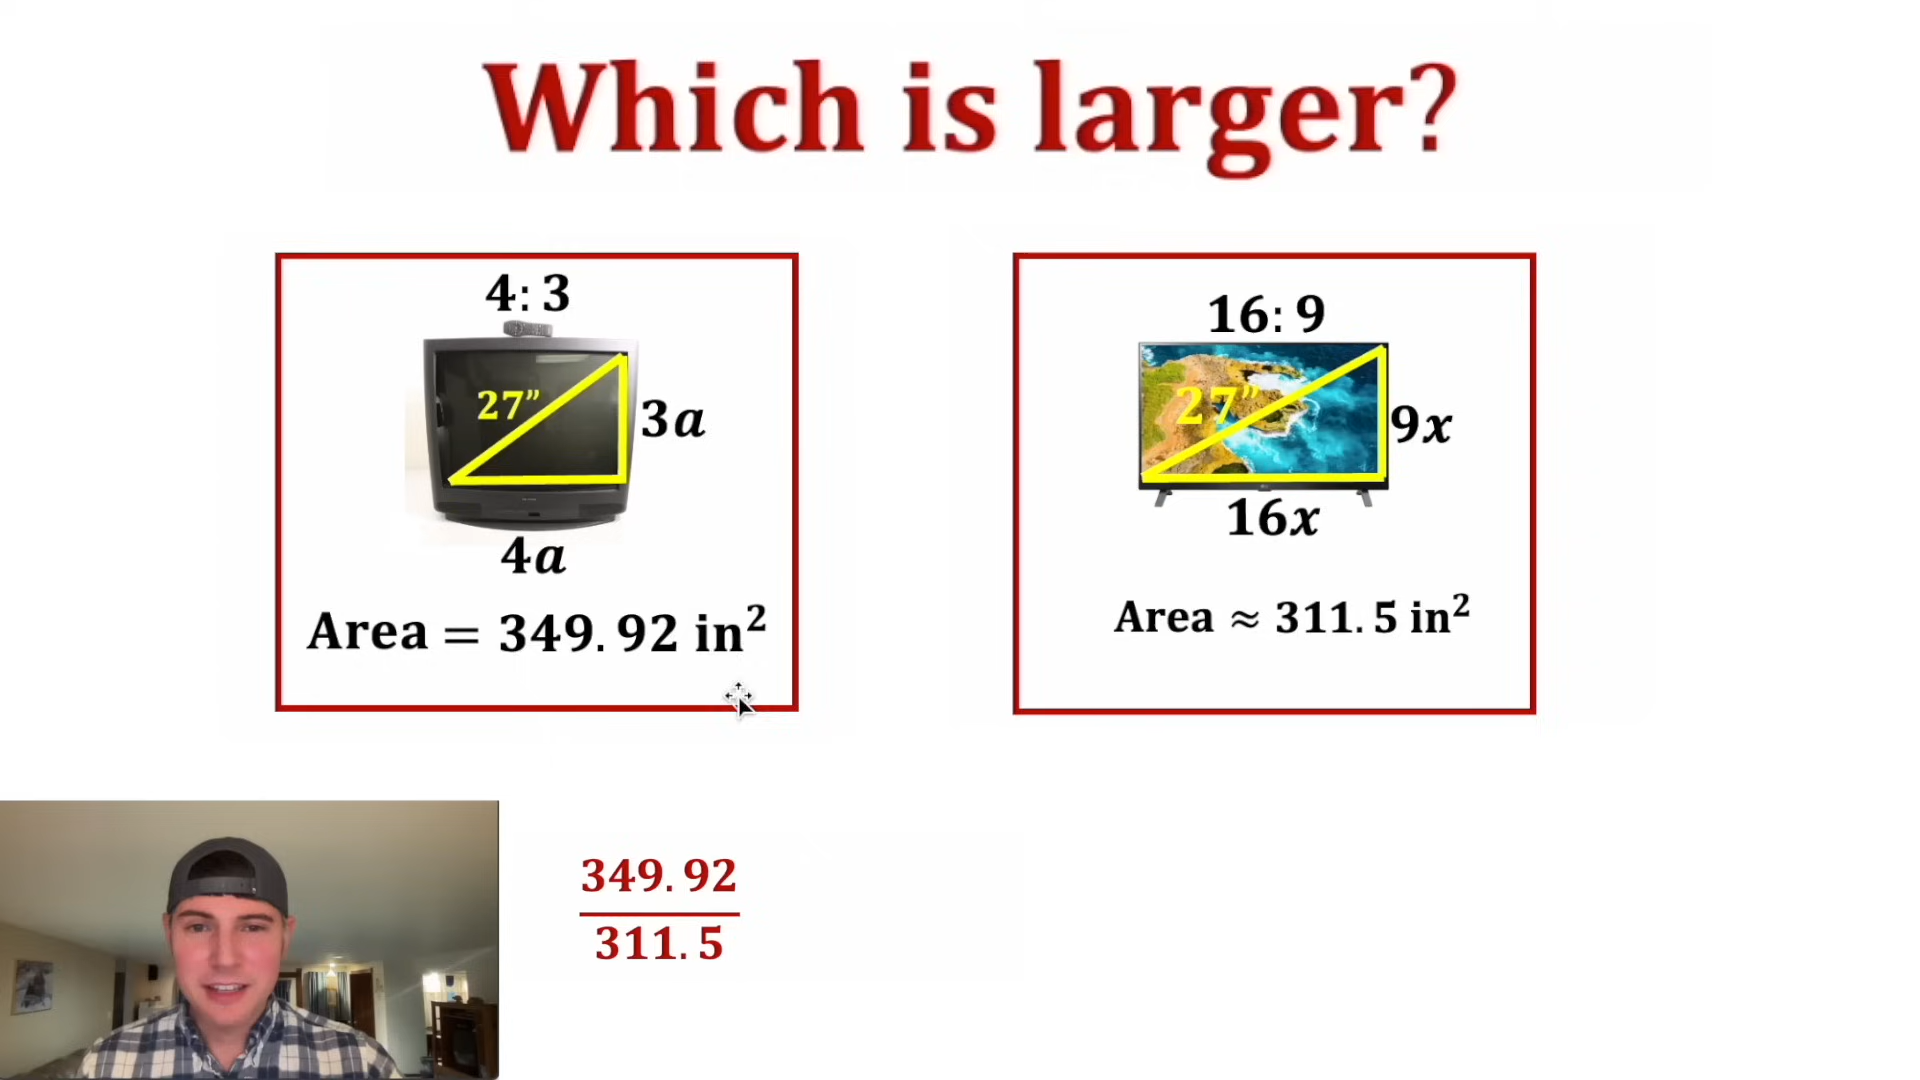 Which is larger?
4:3
27”
3a
4a
Area = 349.92 in²
16:9
27”
9x
16x
Area ≈ 311.5 in²
349.92
311.5